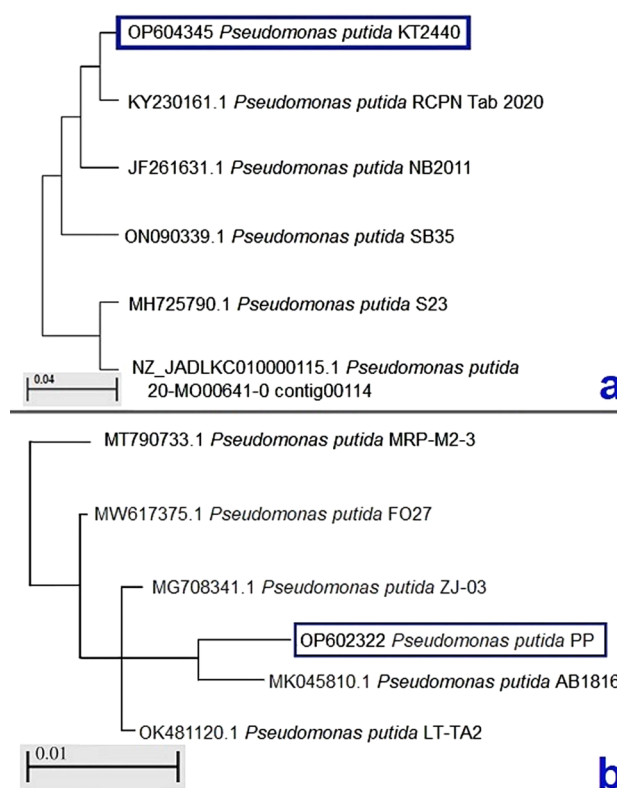 OP604345 Pseudomonas putida KT2440
KY230161.1 Pseudomonas putida RCPN Tab 2020
JF261631.1 Pseudomonas putida NB2011
ON090339.1 Pseudomonas putida SB35
MH725790.1 Pseudomonas putida S23
NZ_JADLKC010000115.1 Pseudomonas putida
20-MO00641-0 contig00114
0.04
a
MT790733.1 Pseudomonas putida MRP-M2-3
MW617375.1 Pseudomonas putida FO27
MG708341.1 Pseudomonas putida ZJ-03
OP602322 Pseudomonas putida PP
MK045810.1 Pseudomonas putida AB1816
OK481120.1 Pseudomonas putida LT-TA2
0.01
b